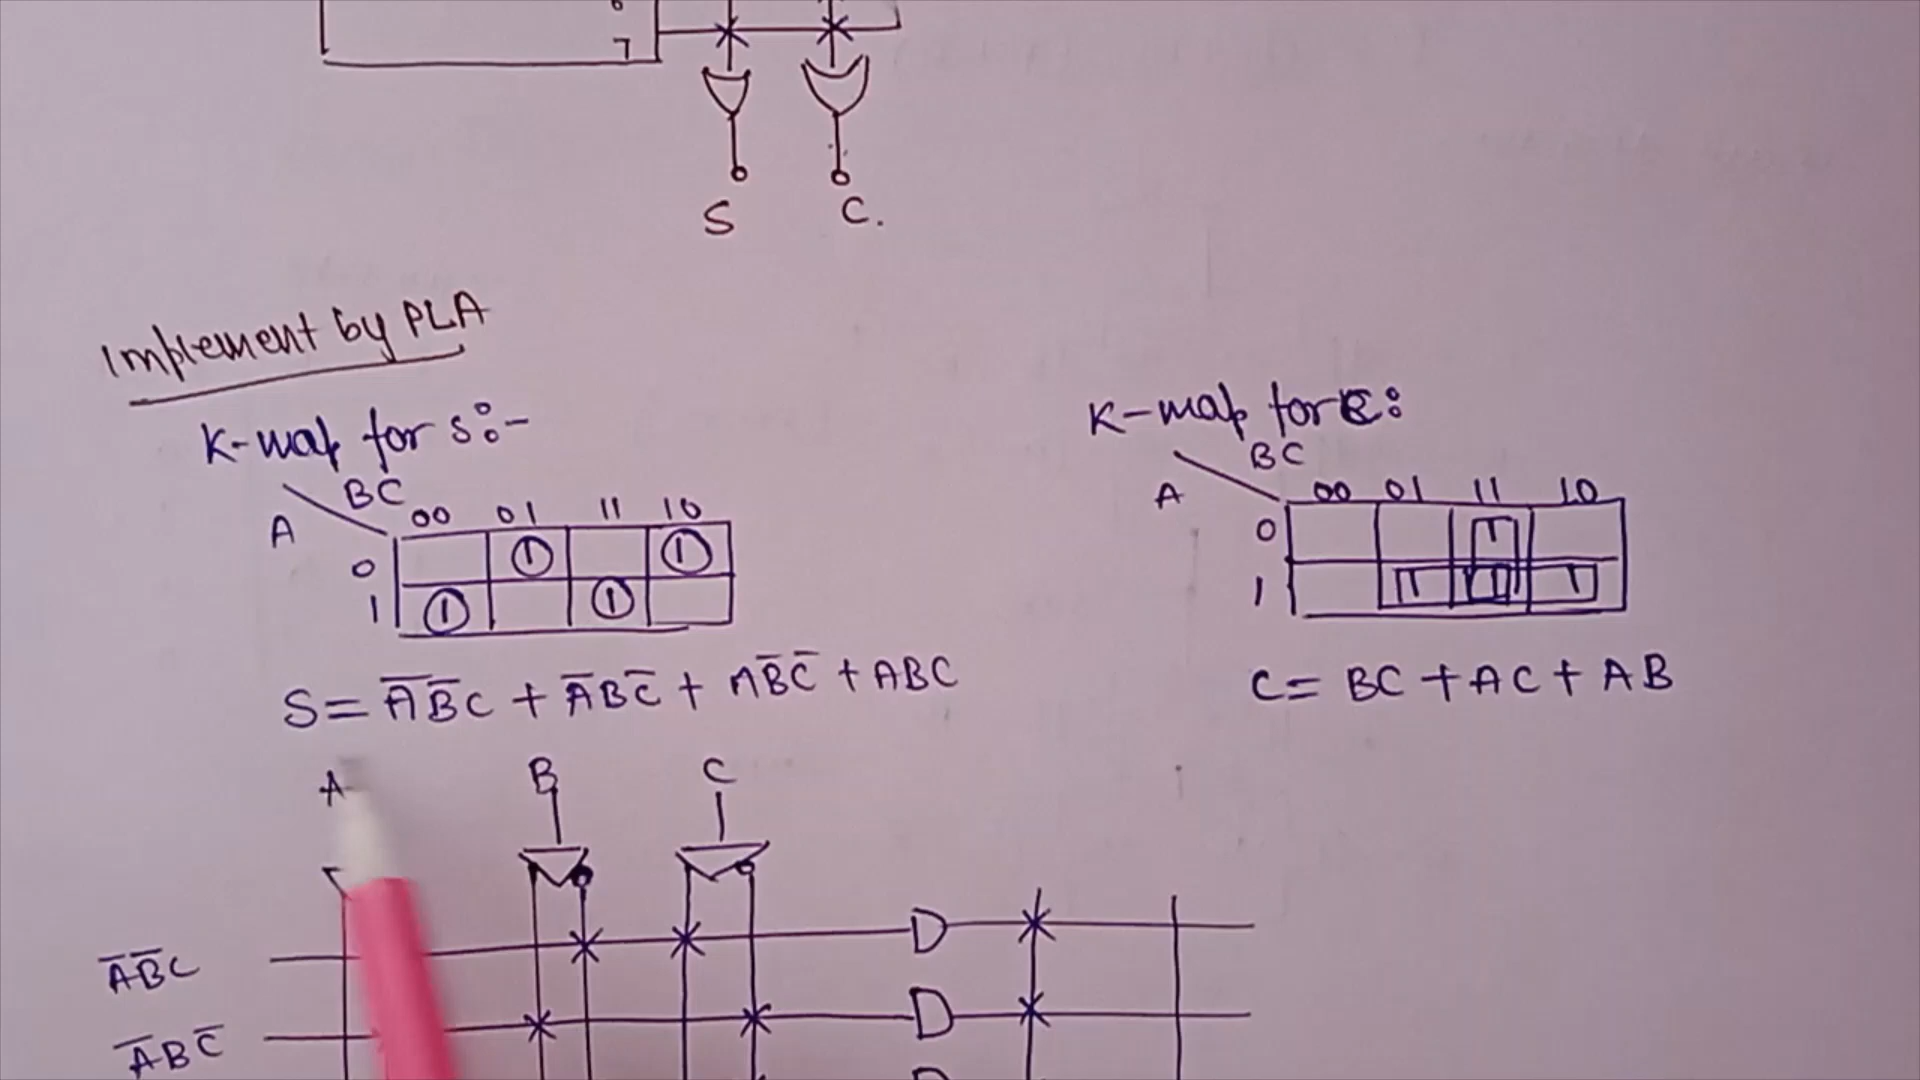 7
S C.
Implement by PLA
K-map for S:-
BC
A
00 01 11 10
0 1 1
1 1 1
S = A̅B̅C + A̅BC̅ + AB̅C̅ + ABC
K-map for C:
BC
A
00 01 11 10
0 1
1 1 1 1
C = BC + AC + AB
A B C
A̅B̅C
A̅BC̅